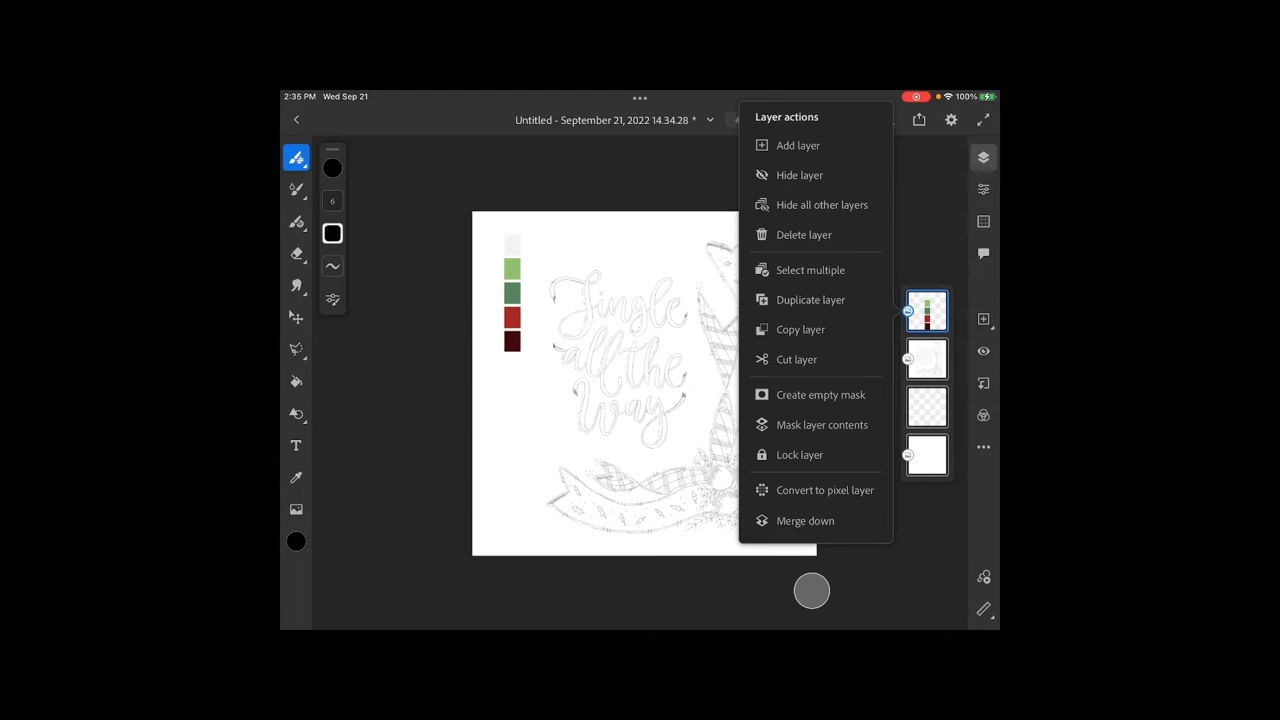 2:35 PM Wed Sep 21
100%
Untitled - September 21, 2022 14.34.28 *
6
Jingle
all the
Way
Layer actions
Add layer
Hide layer
Hide all other layers
Delete layer
Select multiple
Duplicate layer
Copy layer
Cut layer
Create empty mask
Mask layer contents
Lock layer
Convert to pixel layer
Merge down